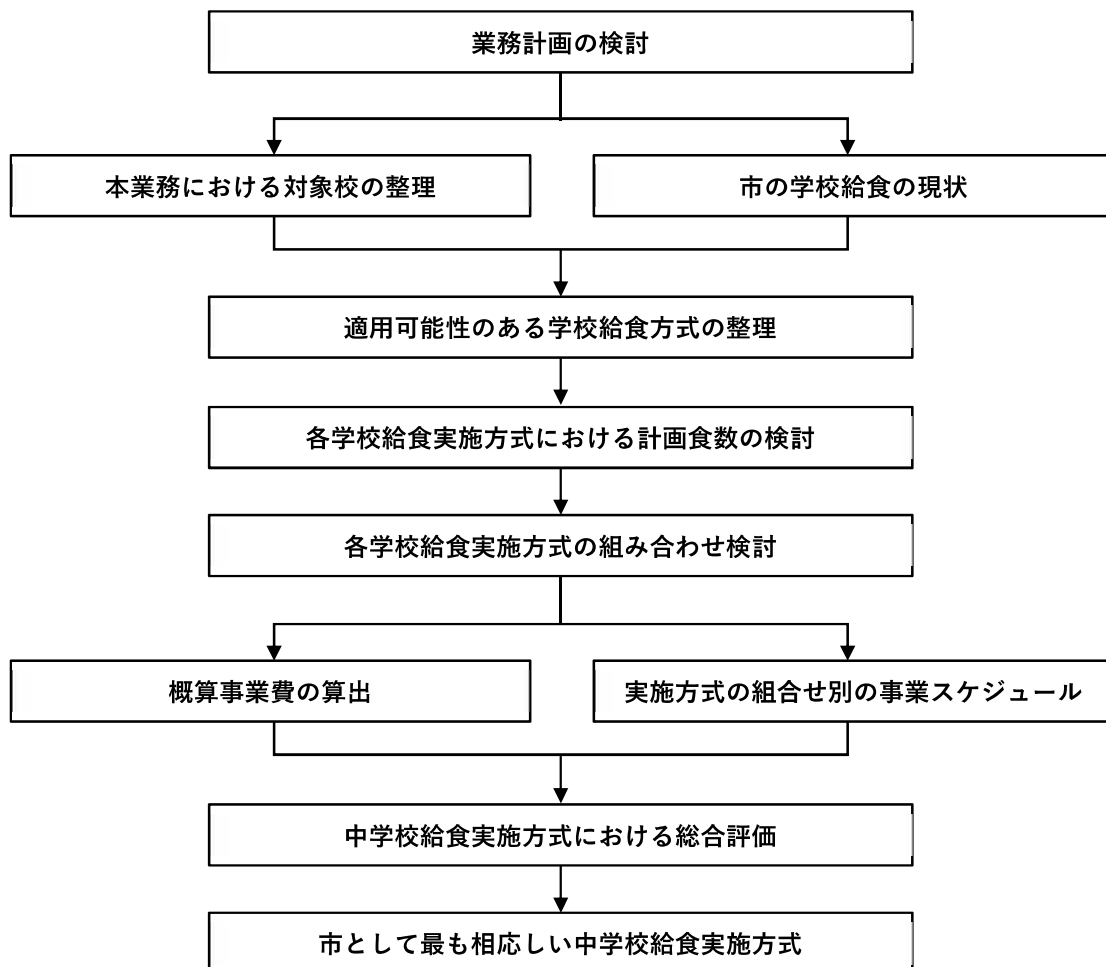 業務計画の検討
本業務における対象校の整理
市の学校給食の現状
適用可能性のある学校給食方式の整理
各学校給食実施方式における計画食数の検討
各学校給食実施方式の組み合わせ検討
概算事業費の算出
実施方式の組合せ別の事業スケジュール
中学校給食実施方式における総合評価
市として最も相応しい中学校給食実施方式